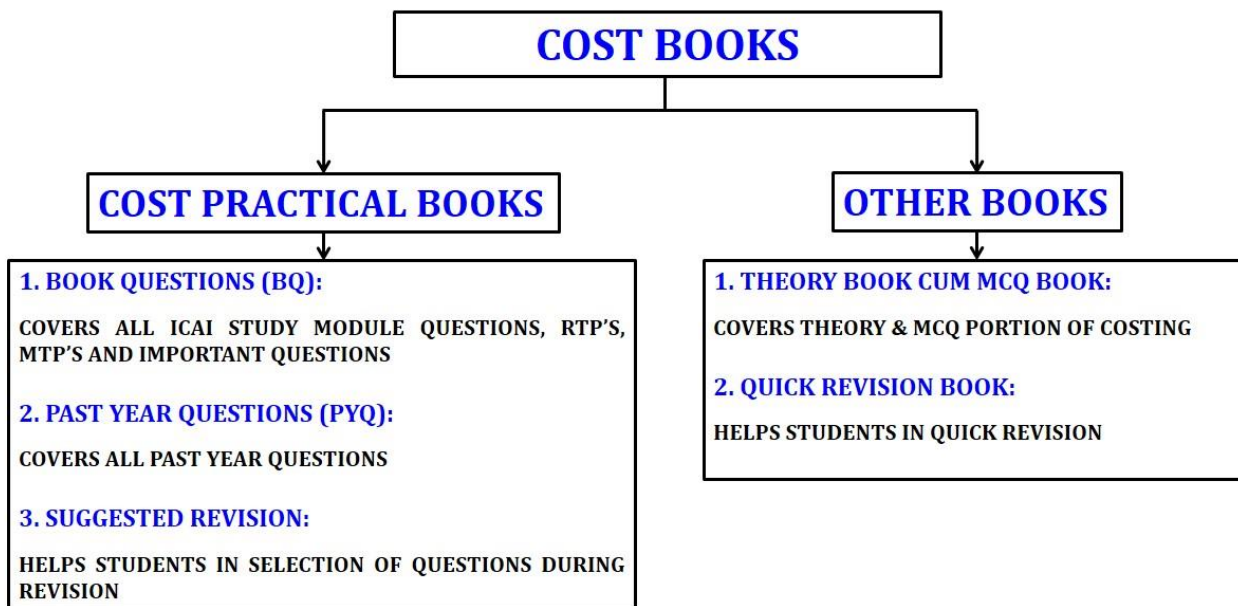 COST BOOKS
COST PRACTICAL BOOKS
1. BOOK QUESTIONS (BQ):
COVERS ALL ICAI STUDY MODULE QUESTIONS, RTP’S,
MTP’S AND IMPORTANT QUESTIONS
2. PAST YEAR QUESTIONS (PYQ):
COVERS ALL PAST YEAR QUESTIONS
3. SUGGESTED REVISION:
HELPS STUDENTS IN SELECTION OF QUESTIONS DURING
REVISION
OTHER BOOKS
1. THEORY BOOK CUM MCQ BOOK:
COVERS THEORY & MCQ PORTION OF COSTING
2. QUICK REVISION BOOK:
HELPS STUDENTS IN QUICK REVISION